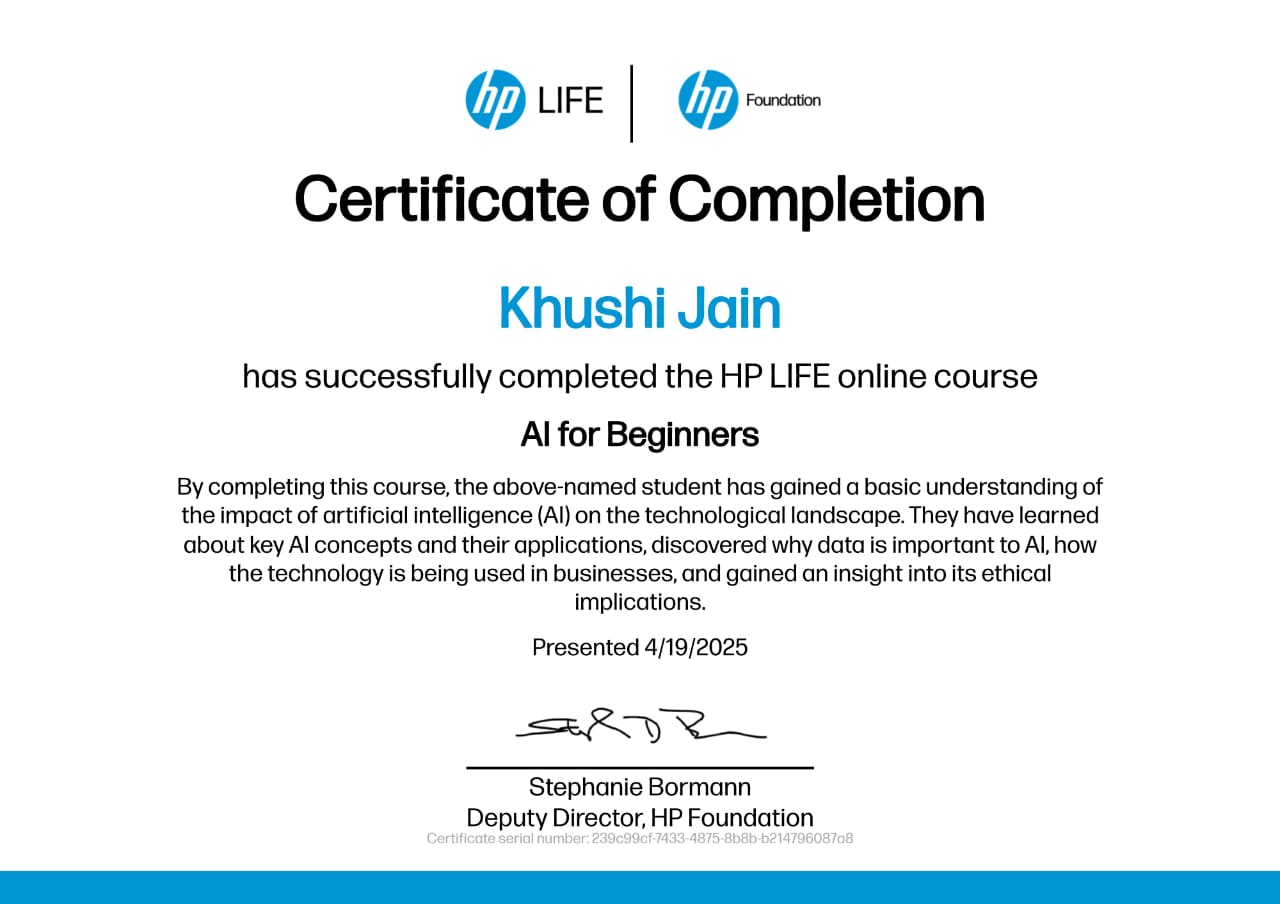 hp LIFE | hp Foundation
Certificate of Completion
Khushi Jain
has successfully completed the HP LIFE online course
AI for Beginners
By completing this course, the above-named student has gained a basic understanding of
the impact of artificial intelligence (AI) on the technological landscape. They have learned
about key AI concepts and their applications, discovered why data is important to AI, how
the technology is being used in businesses, and gained an insight into its ethical
implications.
Presented 4/19/2025
Stephanie Bormann
Deputy Director, HP Foundation
Certificate serial number: 239c99cf-7433-4875-8b8b-b214796087a8